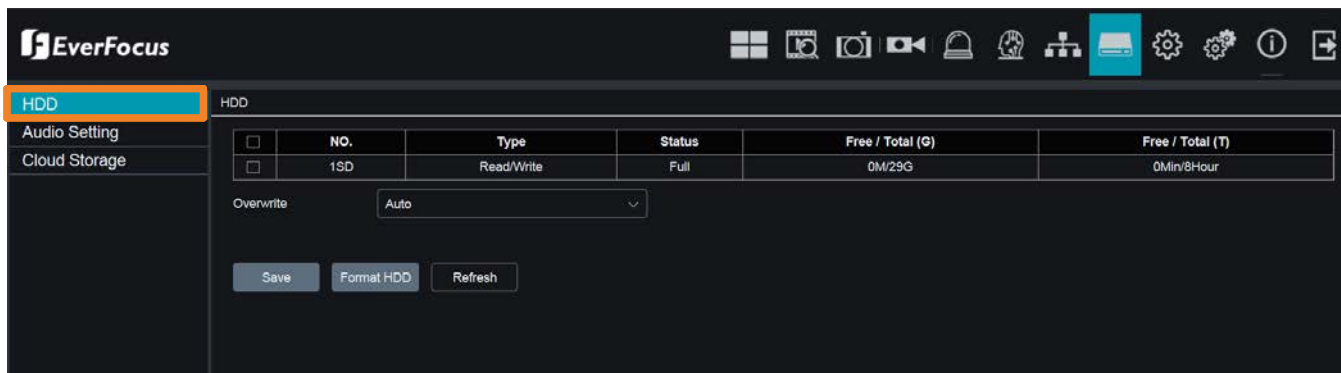 EverFocus
HDD
Audio Setting
Cloud Storage
HDD
NO. Type Status Free / Total (G) Free / Total (T)
1SD Read/Write Full 0M/29G 0Min/8Hour
Overwrite Auto
Save Format HDD Refresh